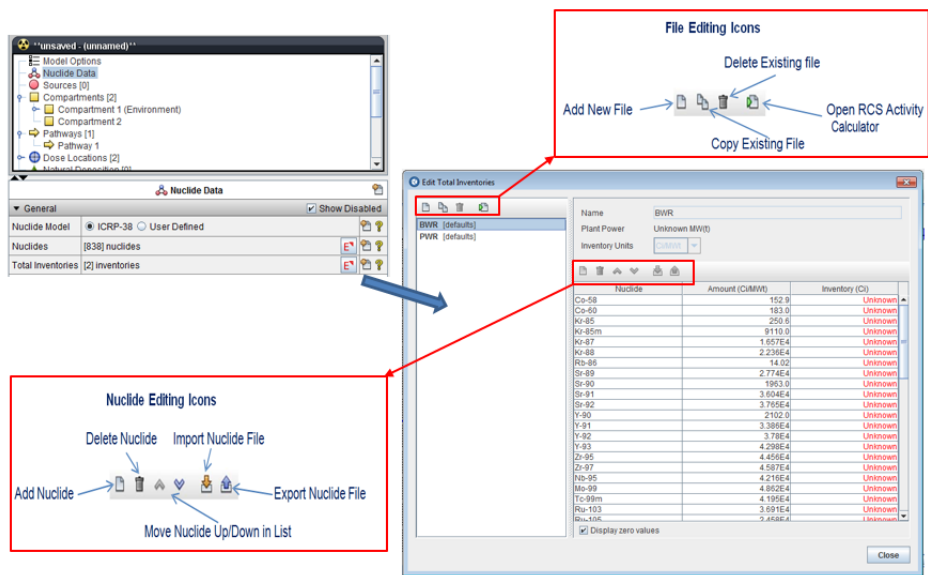 File Editing Icons
Delete Existing file
Add New File
Open RCS Activity
Calculator
Copy Existing File
**unsaved - (unnamed)**
Model Options
Nuclide Data
Sources [0]
Compartments [2]
Compartment 1 (Environment)
Compartment 2
Pathways [1]
Pathway 1
Dose Locations [2]
Natural Deposition [0]
Nuclide Data
General
Show Disabled
Nuclide Model ICRP-38 User Defined
Nuclides [838] nuclides
Total Inventories [2] inventories
Edit Total Inventories
BWR [defaults]
PWR [defaults]
Name BWR
Plant Power Unknown MW(t)
Inventory Units Ci/MWt
Nuclide Amount (Ci/MWt) Inventory (Ci)
Co-58 152.9 Unknown
Co-60 183.0 Unknown
Kr-85 250.6 Unknown
Kr-85m 9110.0 Unknown
Kr-87 1.657E4 Unknown
Kr-88 2.236E4 Unknown
Rb-86 14.02 Unknown
Sr-89 2.774E4 Unknown
Sr-90 1963.0 Unknown
Sr-91 3.604E4 Unknown
Sr-92 3.765E4 Unknown
Y-90 2102.0 Unknown
Y-91 3.386E4 Unknown
Y-92 3.78E4 Unknown
Y-93 4.298E4 Unknown
Zr-95 4.456E4 Unknown
Zr-97 4.587E4 Unknown
Nb-95 4.216E4 Unknown
Mo-99 4.862E4 Unknown
Tc-99m 4.195E4 Unknown
Ru-103 3.691E4 Unknown
Ru-105 2.458E4 Unknown
Display zero values
Close
Nuclide Editing Icons
Delete Nuclide Import Nuclide File
Add Nuclide
Export Nuclide File
Move Nuclide Up/Down in List